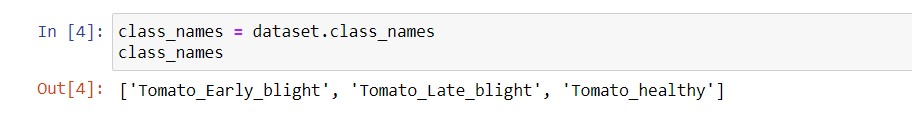 In [4]: class_names = dataset.class_names
class_names
Out[4]: ['Tomato_Early_blight', 'Tomato_Late_blight', 'Tomato_healthy']